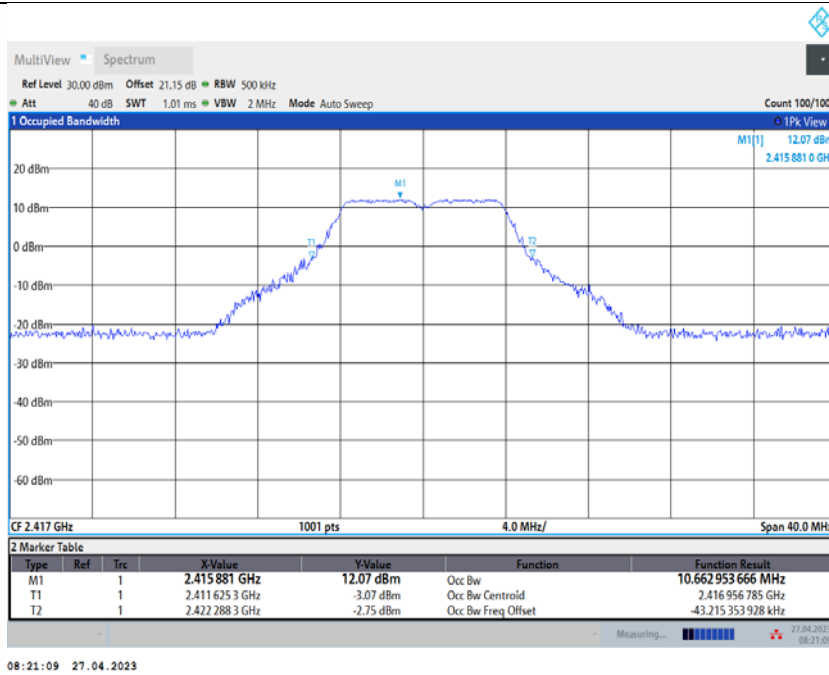 MultiView Spectrum
Ref Level 30.00 dBm Offset 21.15 dB RBW 500 kHz
Att 40 dB SWT 1.01 ms VBW 2 MHz Mode Auto Sweep Count 100/100
1 Occupied Bandwidth 1Pk View
M1[1] 12.07 dBm
2.415 881 0 GH
20 dBm
M1
10 dBm
T1 T2
0 dBm
-10 dBm
-20 dBm
-30 dBm
-40 dBm
-50 dBm
-60 dBm
CF 2.417 GHz 1001 pts 4.0 MHz/ Span 40.0 MHz
2 Marker Table
Type Ref Trc X-Value Y-Value Function Function Result
M1 1 2.415 881 GHz 12.07 dBm Occ Bw 10.662 953 666 MHz
T1 1 2.411 625 3 GHz -3.07 dBm Occ Bw Centroid 2.416 956 785 GHz
T2 1 2.422 288 3 GHz -2.75 dBm Occ Bw Freq Offset -43.215 353 928 kHz
Measuring... 27.04.2023
08:21:09
08:21:09 27.04.2023